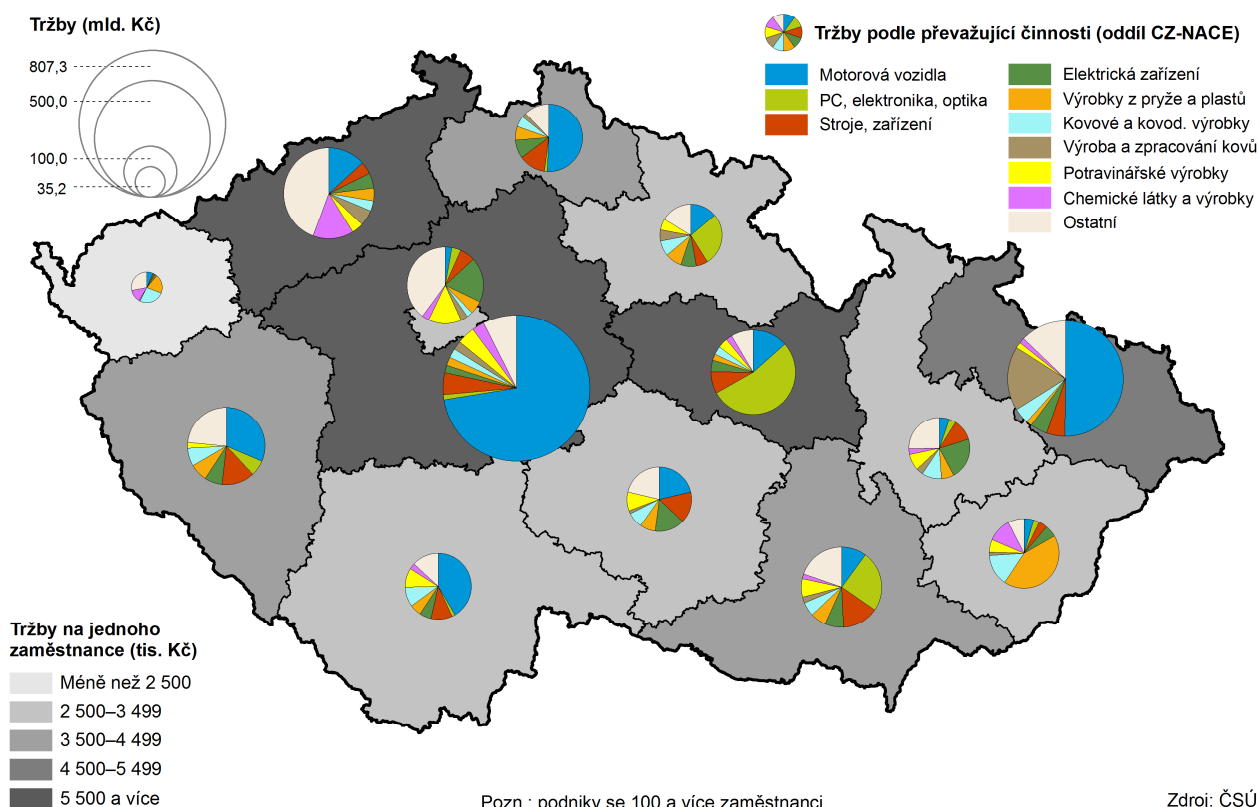 Tržby (mld. Kč)
807,3
500,0
100,0
35,2
Tržby podle převažující činnosti (oddíl CZ-NACE)
Motorová vozidla
PC, elektronika, optika
Stroje, zařízení
Elektrická zařízení
Výrobky z pryže a plastů
Kovové a kovod. výrobky
Výroba a zpracování kovů
Potravinářské výrobky
Chemické látky a výrobky
Ostatní
Tržby na jednoho
zaměstnance (tis. Kč)
Méně než 2 500
2 500–3 499
3 500–4 499
4 500–5 499
5 500 a více
Pozn.: podniky se 100 a více zaměstnanci
Zdroj: ČSÚ